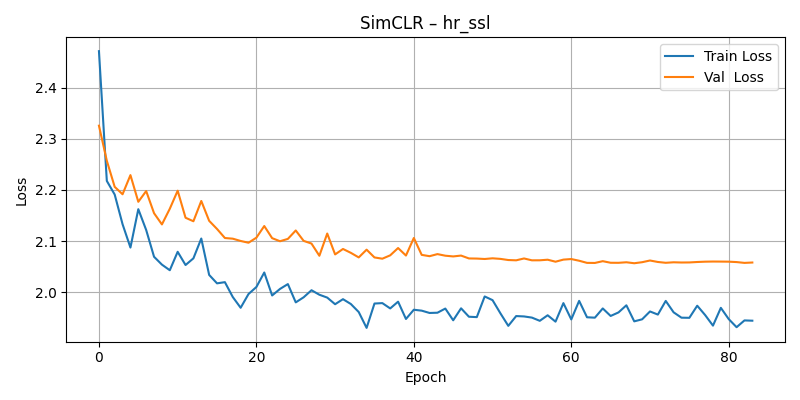 SimCLR – hr_ssl
Train Loss
Val  Loss
Loss
2.4
2.3
2.2
2.1
2.0
0
20
40
60
80
Epoch